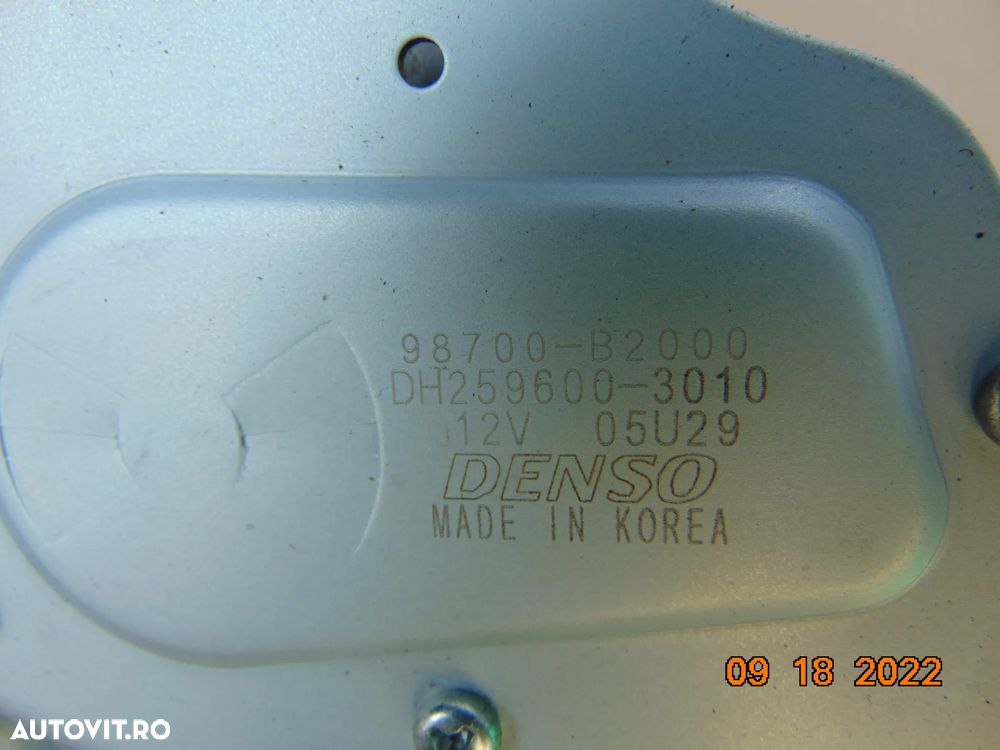 98700-B2000
DH259600-3010
12V 05U29
DENSO
MADE IN KOREA
09 18 2022
AUTOVIT.RO